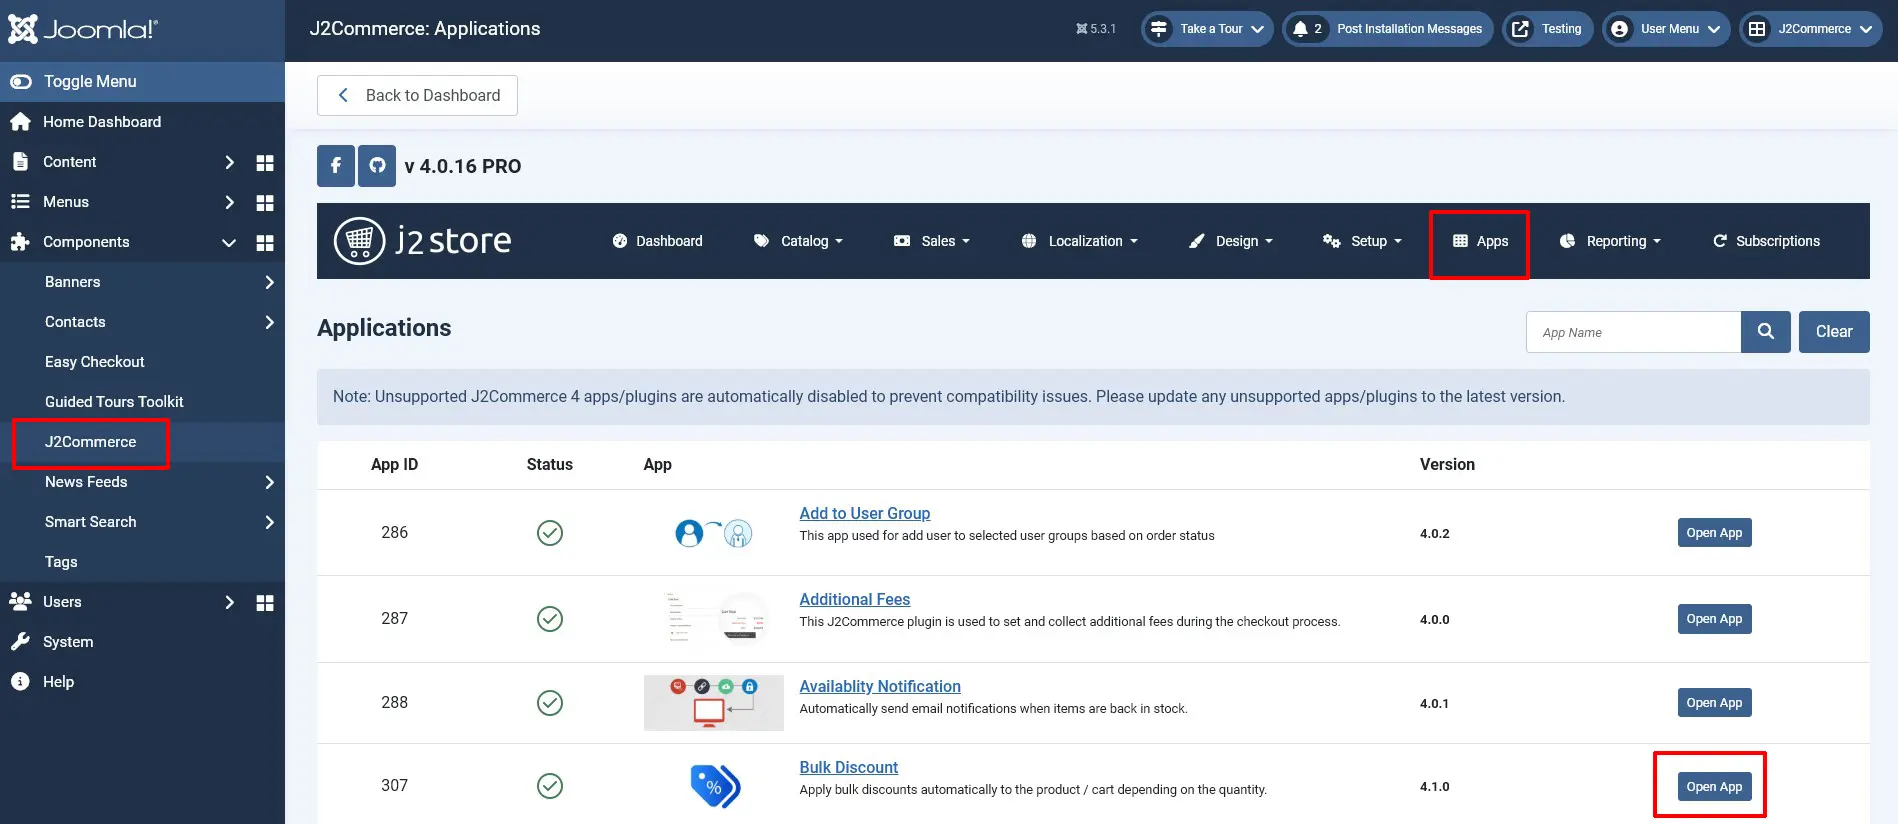 Joomla!®
J2Commerce: Applications
5.3.1
Take a Tour
2
Post Installation Messages
Testing
User Menu
J2Commerce
Toggle Menu
Home Dashboard
Content
Menus
Components
Banners
Contacts
Easy Checkout
Guided Tours Toolkit
J2Commerce
News Feeds
Smart Search
Tags
Users
System
Help
Back to Dashboard
v 4.0.16 PRO
j2store
Dashboard
Catalog
Sales
Localization
Design
Setup
Apps
Reporting
Subscriptions
Applications
App Name
Clear
Note: Unsupported J2Commerce 4 apps/plugins are automatically disabled to prevent compatibility issues. Please update any unsupported apps/plugins to the latest version.
App ID Status App Version
286
Add to User Group
This app used for add user to selected user groups based on order status
4.0.2
Open App
287
Additional Fees
This J2Commerce plugin is used to set and collect additional fees during the checkout process.
4.0.0
Open App
288
Availablity Notification
Automatically send email notifications when items are back in stock.
4.0.1
Open App
307
%
Bulk Discount
Apply bulk discounts automatically to the product / cart depending on the quantity.
4.1.0
Open App